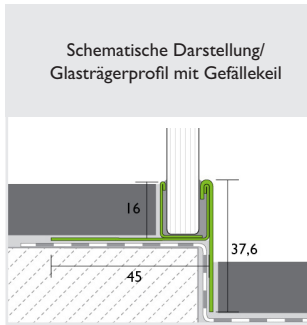 Schematische Darstellung/
Glasträgerprofil mit Gefällekeil
16
37,6
45